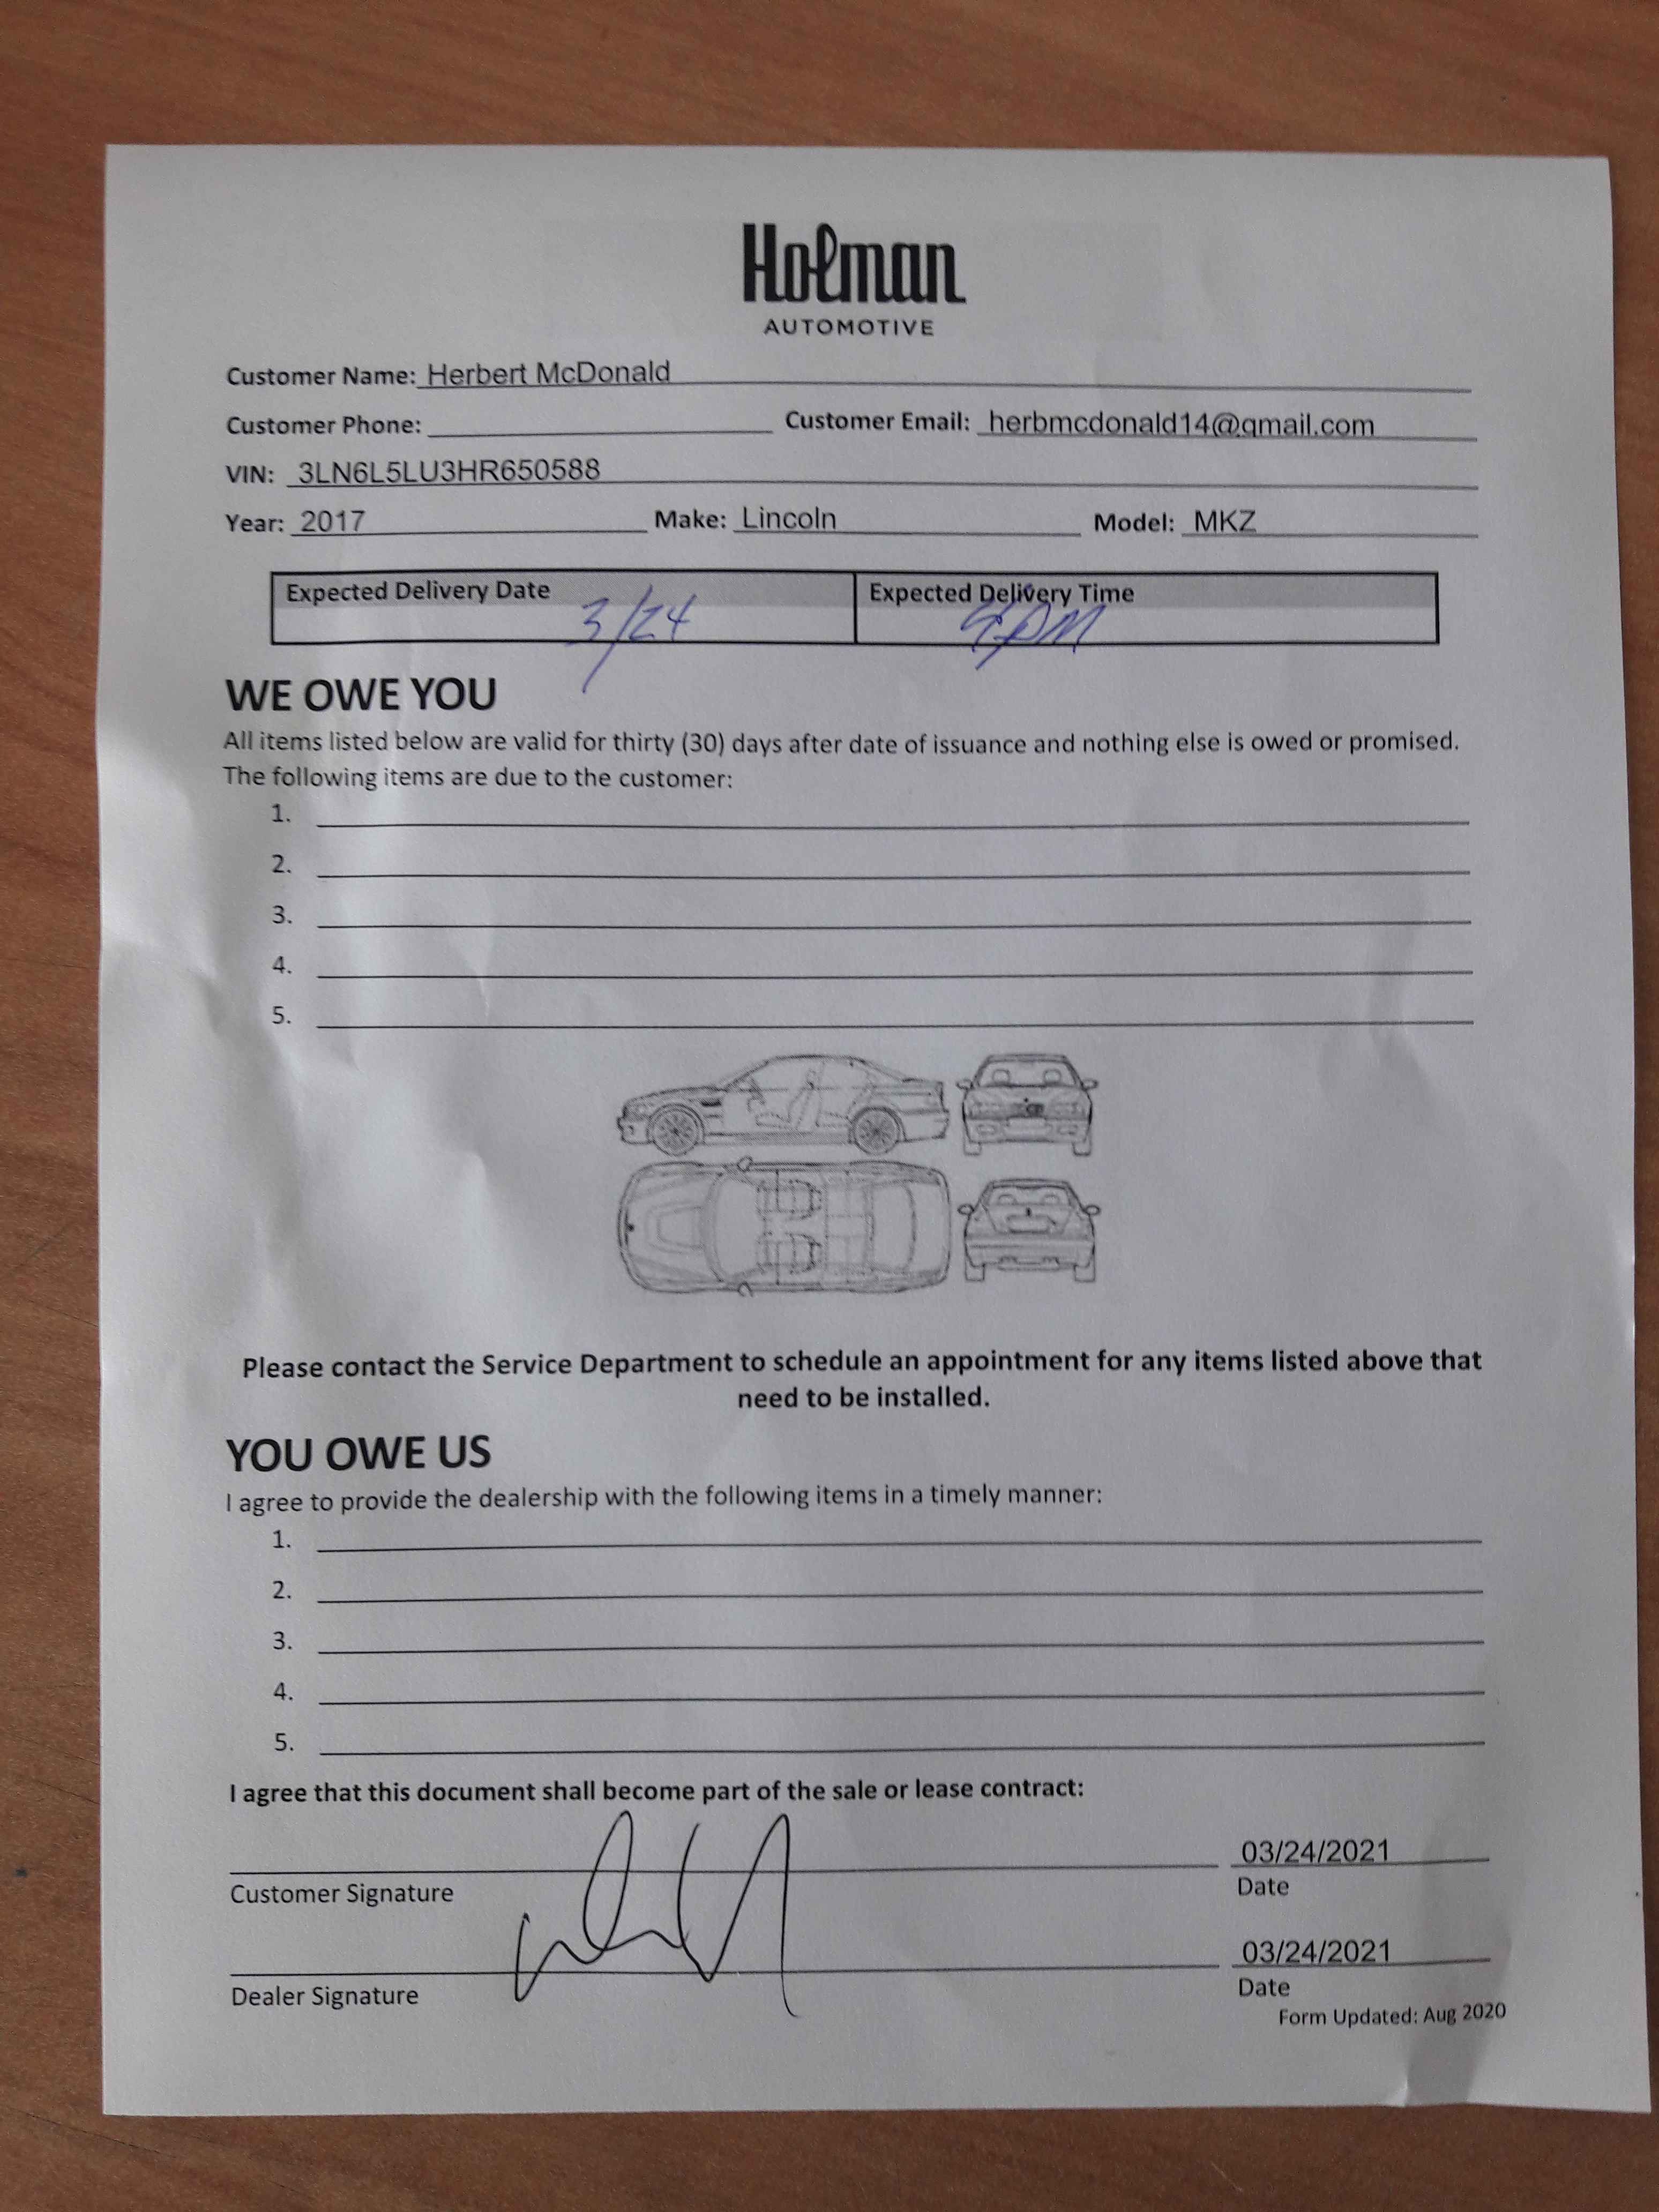 Holman
AUTOMOTIVE
Customer Name: Herbert McDonald
Customer Phone: Customer Email: herbmcdonald14@gmail.com
VIN: 3LN6L5LU3HR650588
Year: 2017 Make: Lincoln Model: MKZ
Expected Delivery Date Expected Delivery Time
3/24 PM
WE OWE YOU
All items listed below are valid for thirty (30) days after date of issuance and nothing else is owed or promised.
The following items are due to the customer:
1.
2.
3.
4.
5.
Please contact the Service Department to schedule an appointment for any items listed above that
need to be installed.
YOU OWE US
I agree to provide the dealership with the following items in a timely manner:
1.
2.
3.
4.
5.
I agree that this document shall become part of the sale or lease contract:
03/24/2021
Customer Signature Date
03/24/2021
Dealer Signature Date
Form Updated: Aug 2020